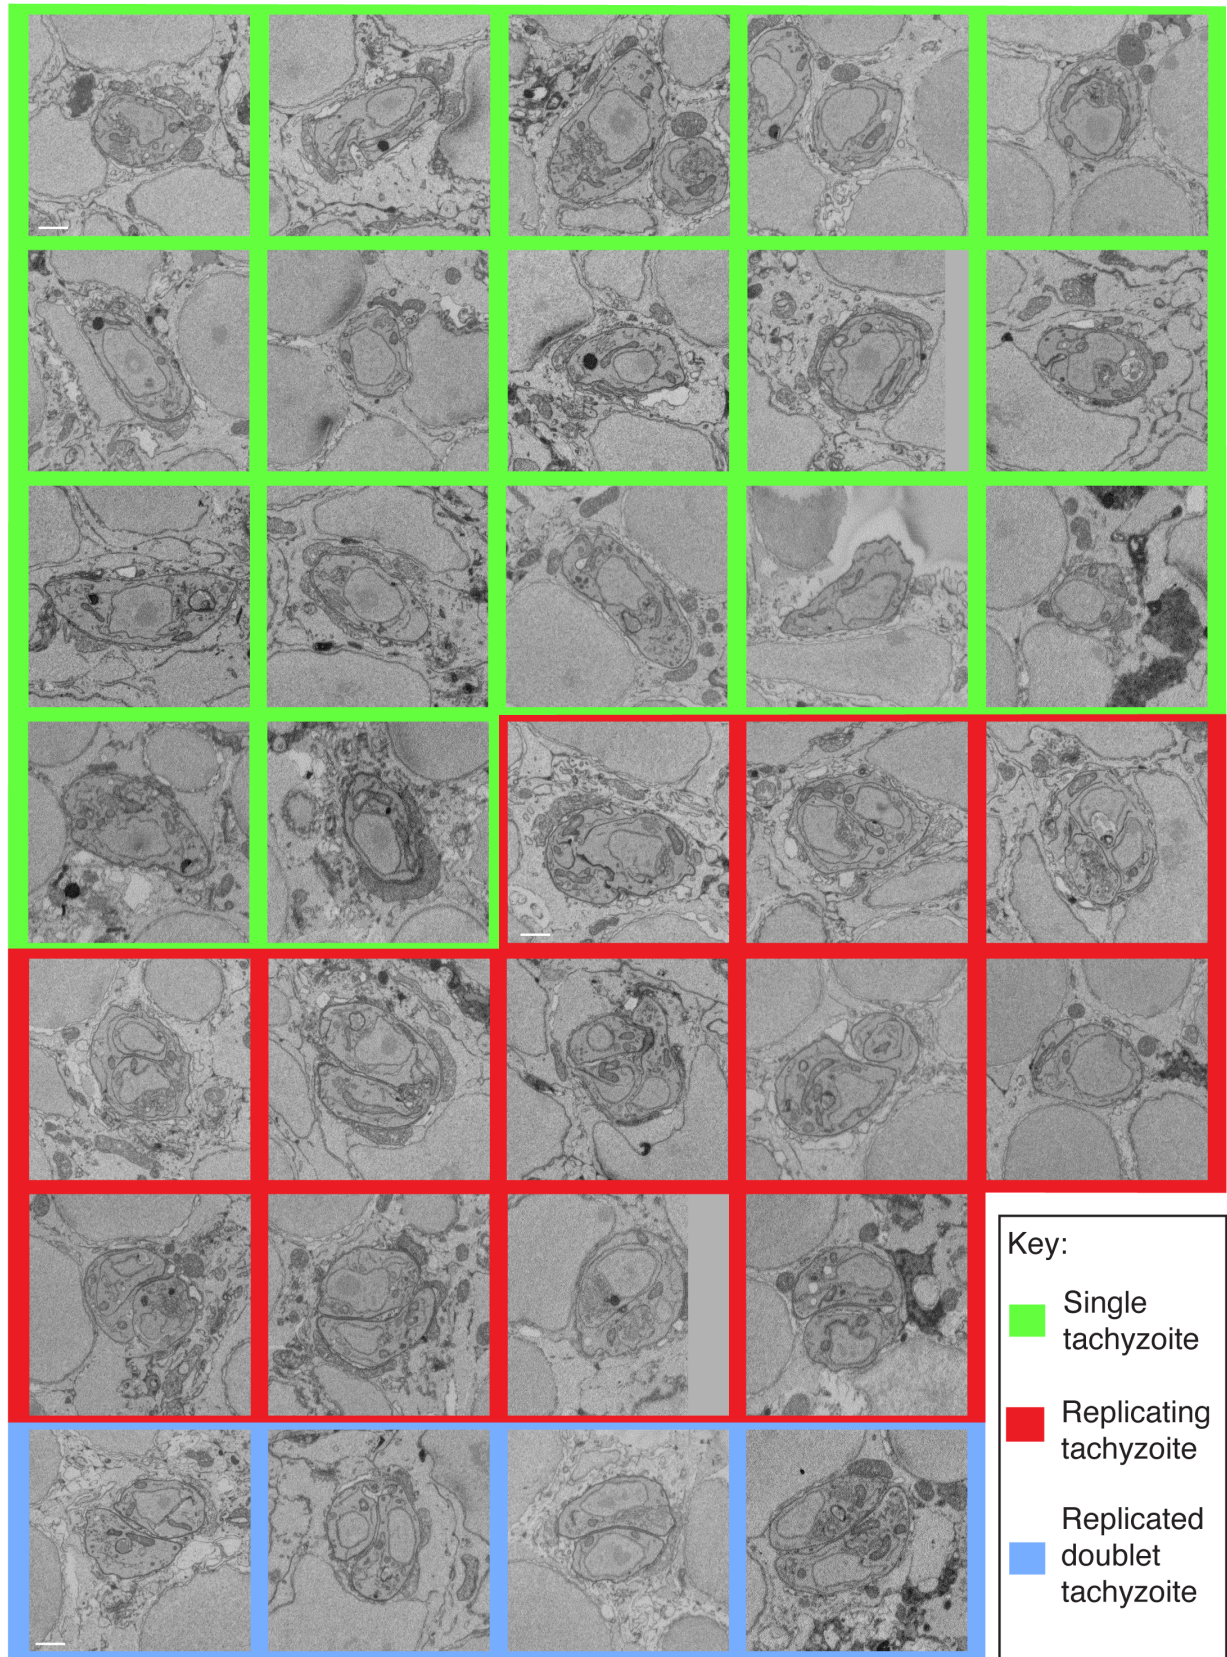 Key:
Single
tachyzoite
Replicating
tachyzoite
Replicated
doublet
tachyzoite